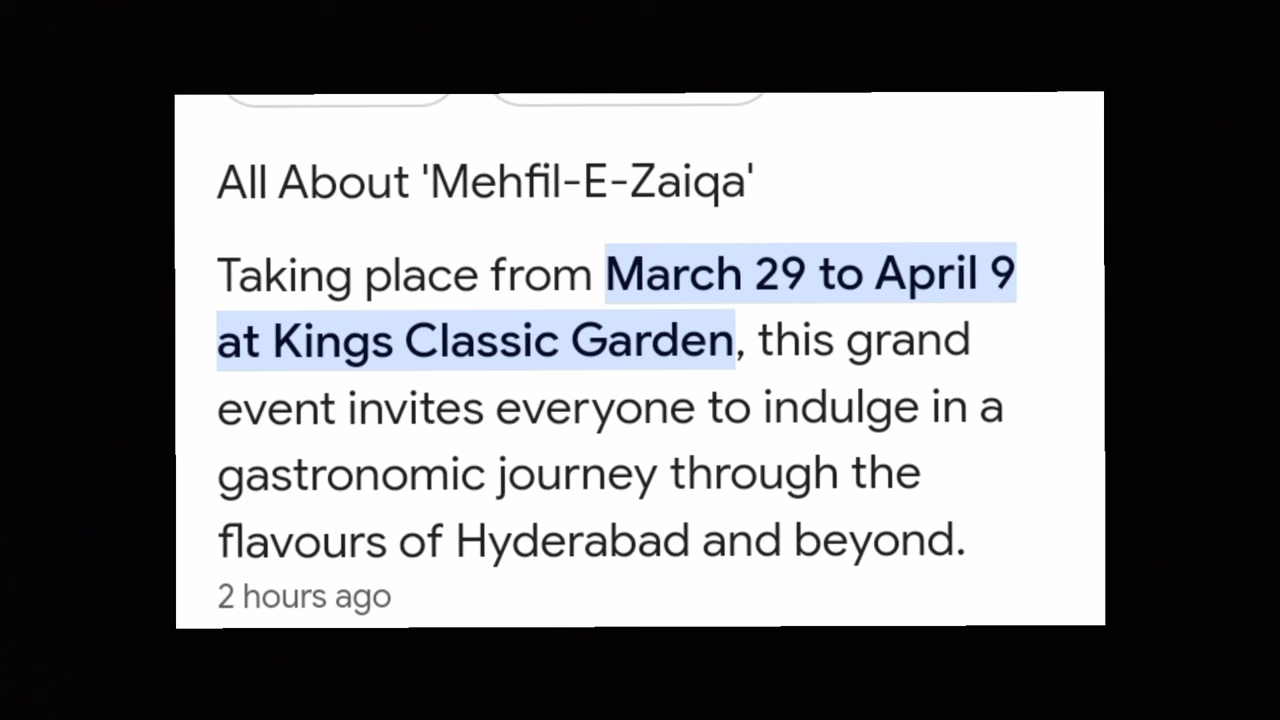 All About 'Mehfil-E-Zaiqa'
Taking place from March 29 to April 9
at Kings Classic Garden, this grand
event invites everyone to indulge in a
gastronomic journey through the
flavours of Hyderabad and beyond.
2 hours ago